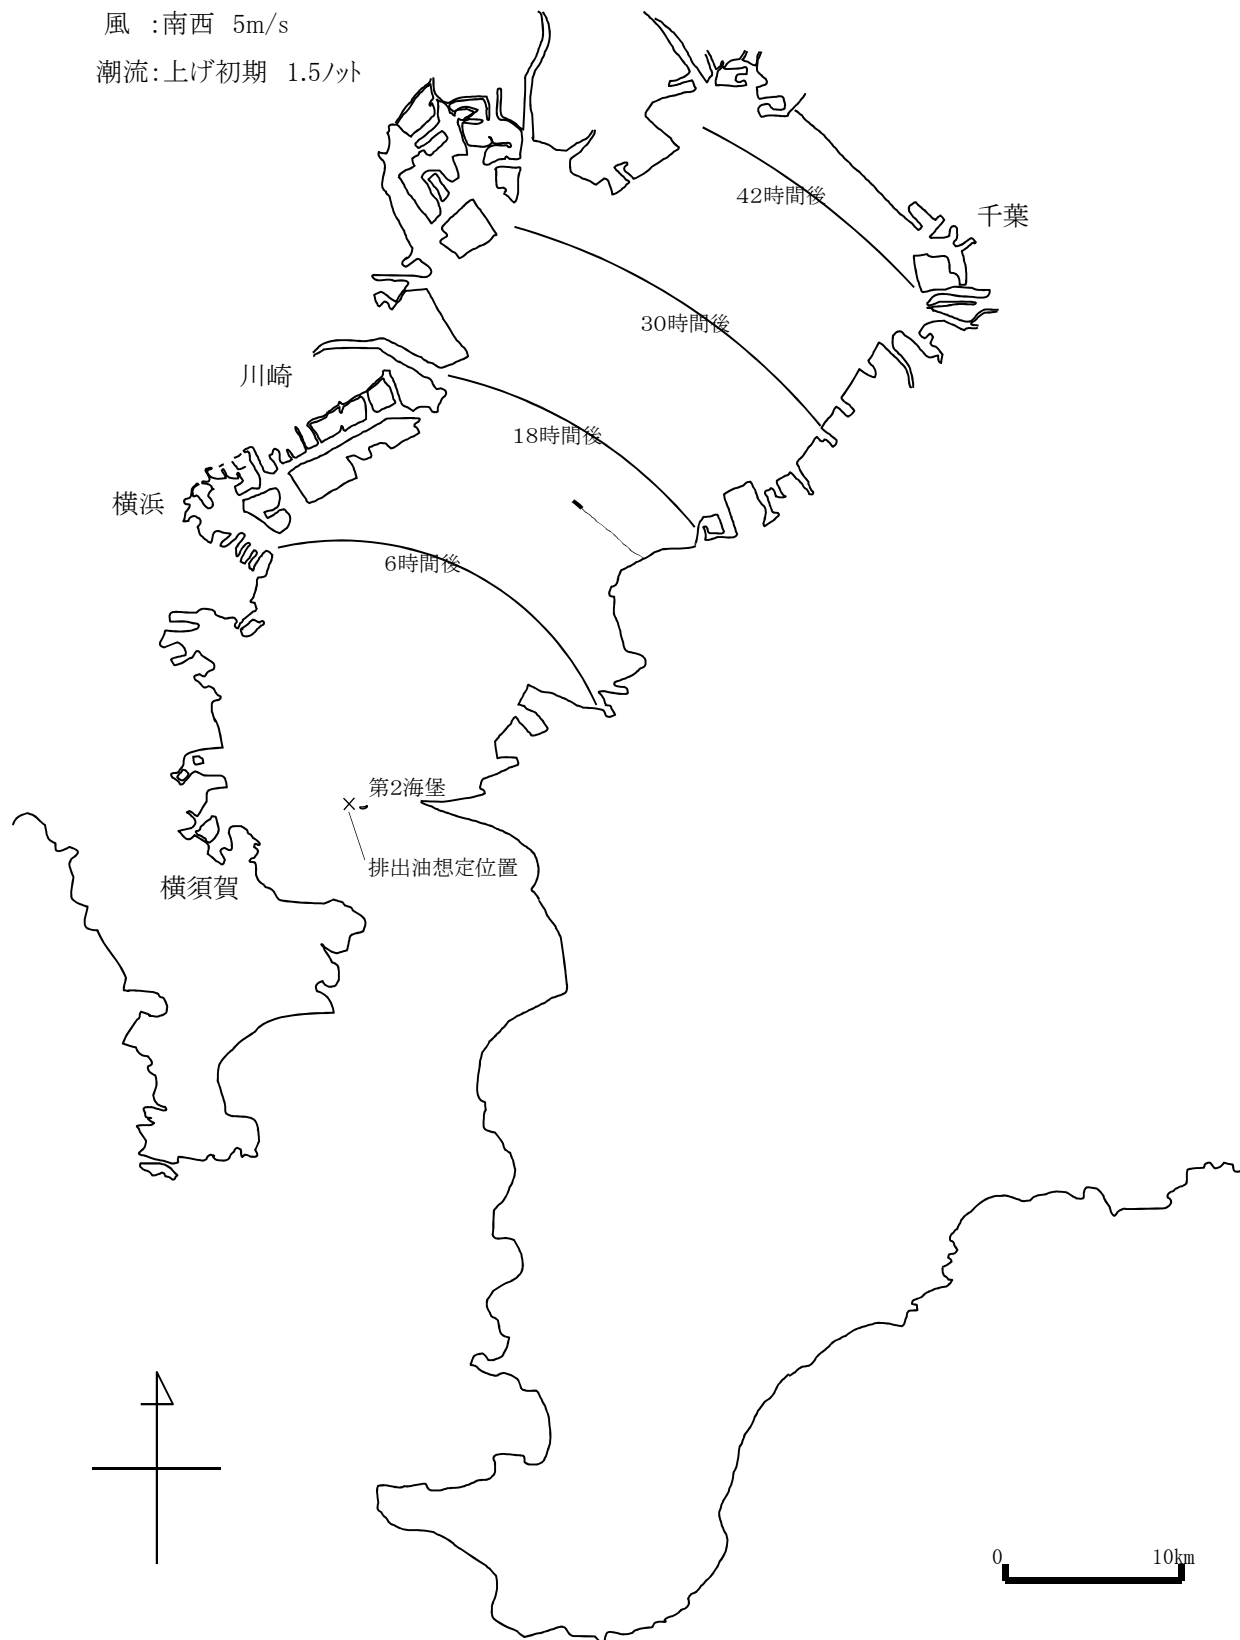 風 :南西 5m/s
潮流:上げ初期 1.5ノット
42時間後
千葉
30時間後
川崎
18時間後
横浜
6時間後
第2海堡
排出油想定位置
横須賀
0 10km